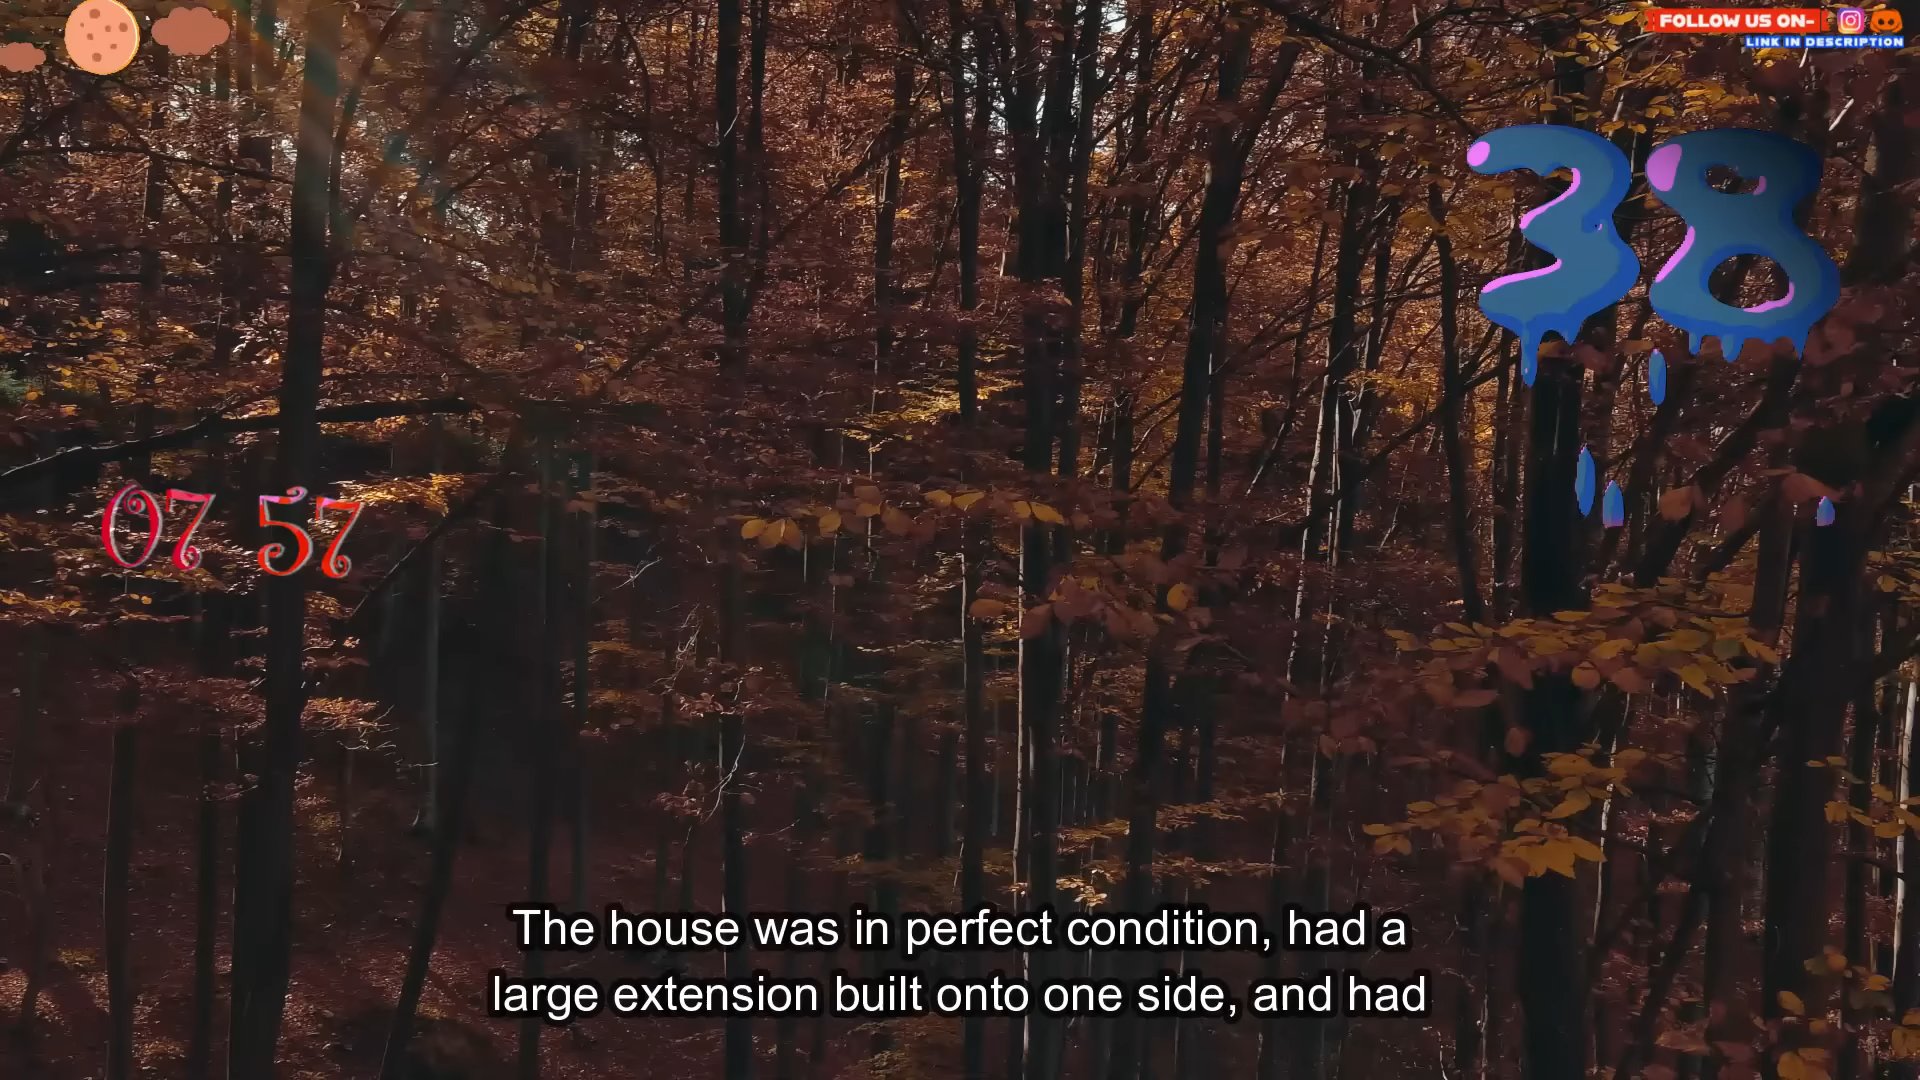 FOLLOW US ON-
LINK IN DESCRIPTION
38
07 57
The house was in perfect condition, had a
large extension built onto one side, and had